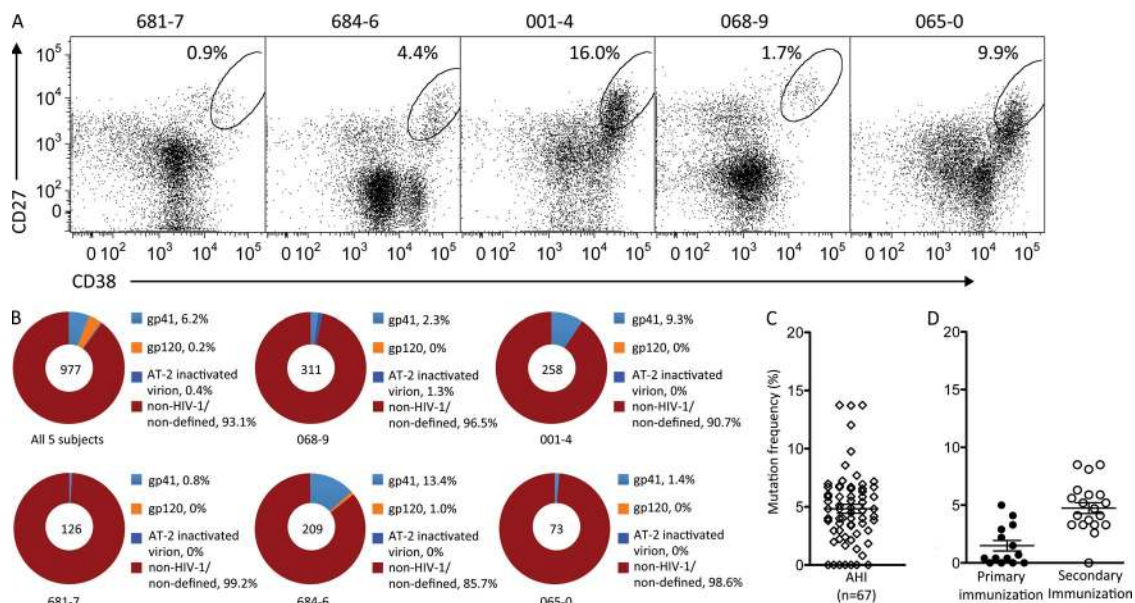 A
681-7 684-6 001-4 068-9 065-0
0.9% 4.4% 16.0% 1.7% 9.9%
10^5
10^4
10^3
10^2
0
CD27
0 10^2 10^3 10^4 10^5 0 10^2 10^3 10^4 10^5 0 10^2 10^3 10^4 10^5 0 10^2 10^3 10^4 10^5 0 10^2 10^3 10^4 10^5
CD38
B
977
All 5 subjects
gp41, 6.2%
gp120, 0.2%
AT-2 inactivated
virion, 0.4%
non-HIV-1/
non-defined, 93.1%
311
068-9
gp41, 2.3%
gp120, 0%
AT-2 inactivated
virion, 1.3%
non-HIV-1/
non-defined, 96.5%
258
001-4
gp41, 9.3%
gp120, 0%
AT-2 inactivated
virion, 0%
non-HIV-1/
non-defined, 90.7%
126
681-7
gp41, 0.8%
gp120, 0%
AT-2 inactivated
virion, 0%
non-HIV-1/
non-defined, 99.2%
209
684-6
gp41, 13.4%
gp120, 1.0%
AT-2 inactivated
virion, 0%
non-HIV-1/
non-defined, 85.7%
73
065-0
gp41, 1.4%
gp120, 0%
AT-2 inactivated
virion, 0%
non-HIV-1/
non-defined, 98.6%
C
Mutation frequency (%)
20
15
10
5
0
AHI
(n=67)
D
20
15
10
5
0
Primary
immunization
Secondary
Immunization